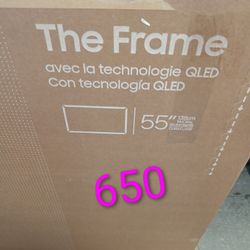 The Frame
avec la technologie QLED
Con tecnología QLED
55"
650